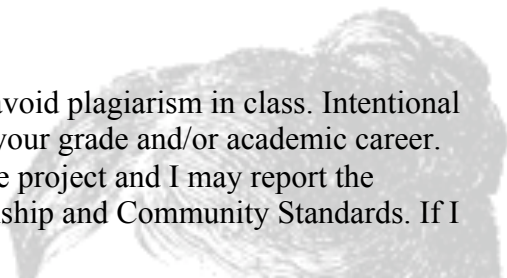 avoid plagiarism in class. Intentional
your grade and/or academic career.
e project and I may report the
ship and Community Standards. If I